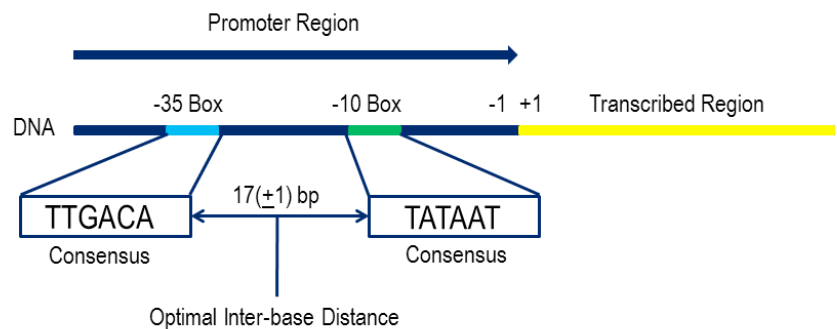 Promoter Region
-35 Box
-10 Box
-1
+1
Transcribed Region
DNA
17(±1) bp
TTGACA
TATAAT
Consensus
Consensus
Optimal Inter-base Distance